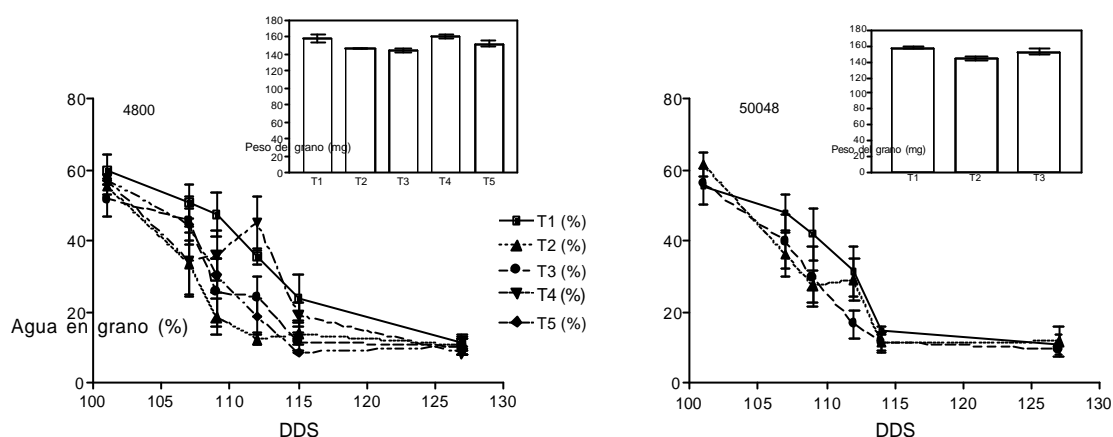 180
160
140
120
100
80
60
40
20
0
Peso del grano (mg)
T1 T2 T3 T4 T5
4800
80
60
40
20
0
Agua en grano (%)
100 105 110 115 120 125 130
DDS
T1 (%)
T2 (%)
T3 (%)
T4 (%)
T5 (%)
180
160
140
120
100
80
60
40
20
0
Peso del grano (mg)
T1 T2 T3
50048
80
60
40
20
0
100 105 110 115 120 125 130
DDS